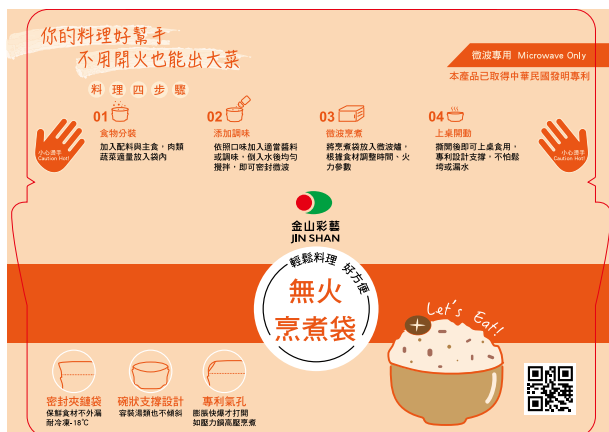 你的料理好幫手
不用開火也能出大菜
料理四步驟
微波專用 Microwave Only
本產品已取得中華民國發明專利
小心燙手
Caution Hot!
01
食物分裝
加入配料與主食,肉類
蔬菜適量放入袋內
02
添加調味
依照口味加入適當醬料
或調味,倒入水後均勻
攪拌,即可密封微波
03
微波烹煮
將烹煮袋放入微波爐,
根據食材調整時間、火
力參數
04
上桌開動
撕開後即可上桌食用,
專利設計支撐,不怕鬆
垮或漏水
小心燙手
Caution Hot!
金山彩藝
JIN SHAN
輕鬆料理 好方便
無火
烹煮袋
Let's Eat!
密封夾鏈袋
保鮮食材不外漏
耐冷凍-18℃
碗狀支撐設計
容裝湯類也不傾斜
專利氣孔
膨脹快爆才打開
如壓力鍋高壓烹煮